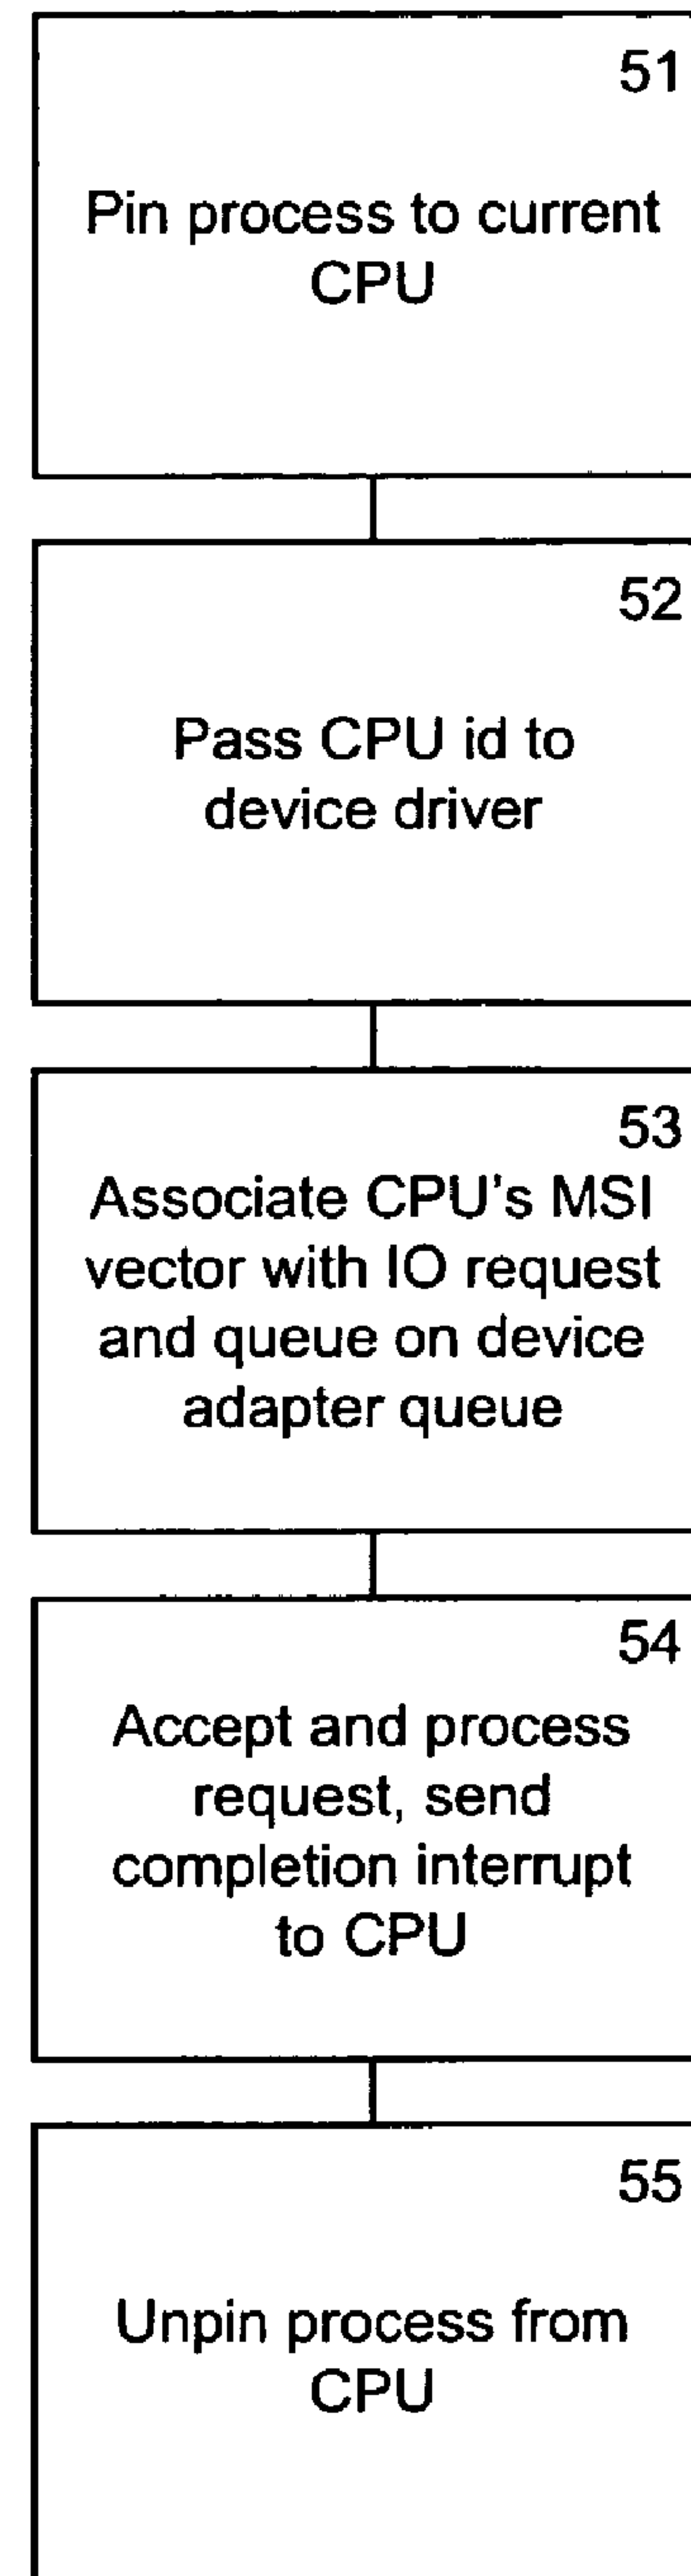 51
Pin process to current
CPU
52
Pass CPU id to
device driver
53
Associate CPU's MSI
vector with IO request
and queue on device
adapter queue
54
Accept and process
request, send
completion interrupt
to CPU
55
Unpin process from
CPU